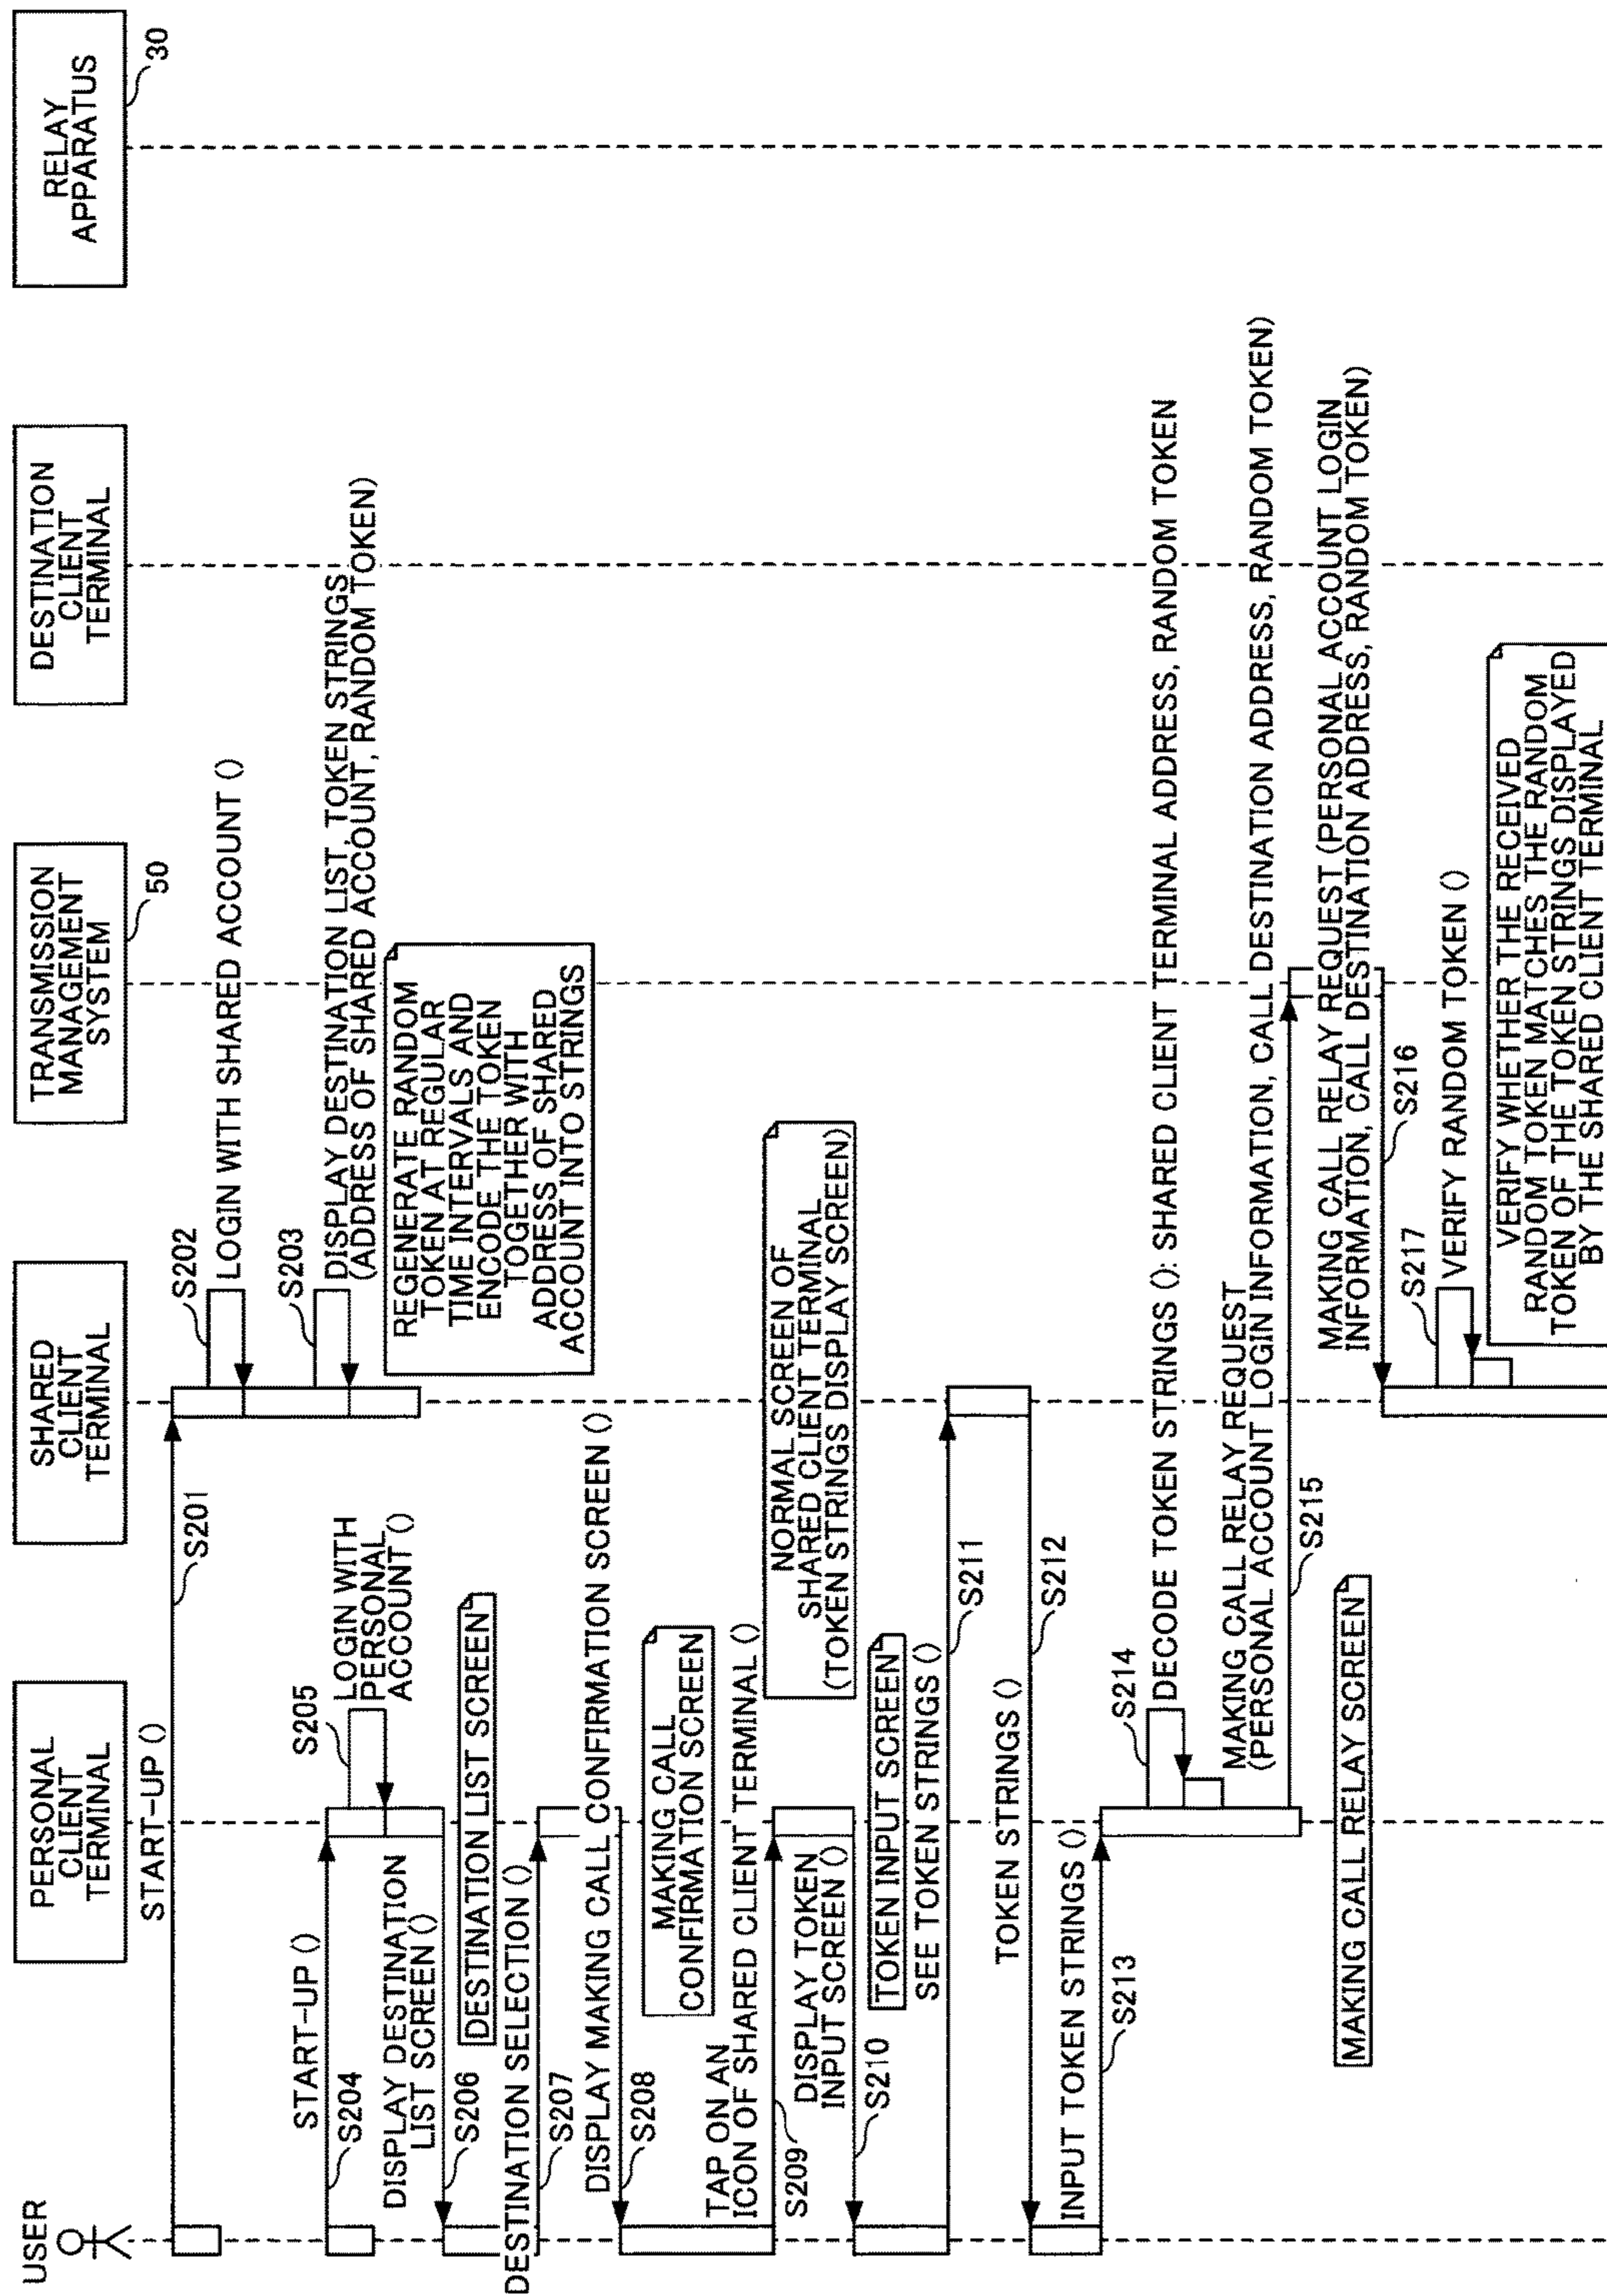 USER
PERSONAL
CLIENT
TERMINAL
SHARED
CLIENT
TERMINAL
TRANSMISSION
MANAGEMENT
SYSTEM
50
DESTINATION
CLIENT
TERMINAL
RELAY
APPARATUS
30
START-UP ()
S201
S202
LOGIN WITH SHARED ACCOUNT ()
S203
DISPLAY DESTINATION LIST, TOKEN STRINGS
(ADDRESS OF SHARED ACCOUNT, RANDOM TOKEN)
REGENERATE RANDOM
TOKEN AT REGULAR
TIME INTERVALS AND
ENCODE THE TOKEN
TOGETHER WITH
ADDRESS OF SHARED
ACCOUNT INTO STRINGS
START-UP ()
S204
S205
LOGIN WITH
PERSONAL
ACCOUNT ()
DISPLAY DESTINATION
LIST SCREEN ()
S206
DESTINATION LIST SCREEN
DESTINATION SELECTION ()
S207
DISPLAY MAKING CALL CONFIRMATION SCREEN ()
S208
MAKING CALL
CONFIRMATION SCREEN
TAP ON AN
ICON OF SHARED CLIENT TERMINAL ()
S209
NORMAL SCREEN OF
SHARED CLIENT TERMINAL
(TOKEN STRINGS DISPLAY SCREEN)
DISPLAY TOKEN
INPUT SCREEN ()
S210
TOKEN INPUT SCREEN
SEE TOKEN STRINGS ()
S211
TOKEN STRINGS ()
S212
INPUT TOKEN STRINGS ()
S213
S214
DECODE TOKEN STRINGS (): SHARED CLIENT TERMINAL ADDRESS, RANDOM TOKEN
MAKING CALL RELAY REQUEST
(PERSONAL ACCOUNT LOGIN INFORMATION, CALL DESTINATION ADDRESS, RANDOM TOKEN)
S215
MAKING CALL RELAY SCREEN
MAKING CALL RELAY REQUEST (PERSONAL ACCOUNT LOGIN
INFORMATION, CALL DESTINATION ADDRESS, RANDOM TOKEN)
S216
S217
VERIFY RANDOM TOKEN ()
VERIFY WHETHER THE RECEIVED
RANDOM TOKEN MATCHES THE RANDOM
TOKEN OF THE TOKEN STRINGS DISPLAYED
BY THE SHARED CLIENT TERMINAL